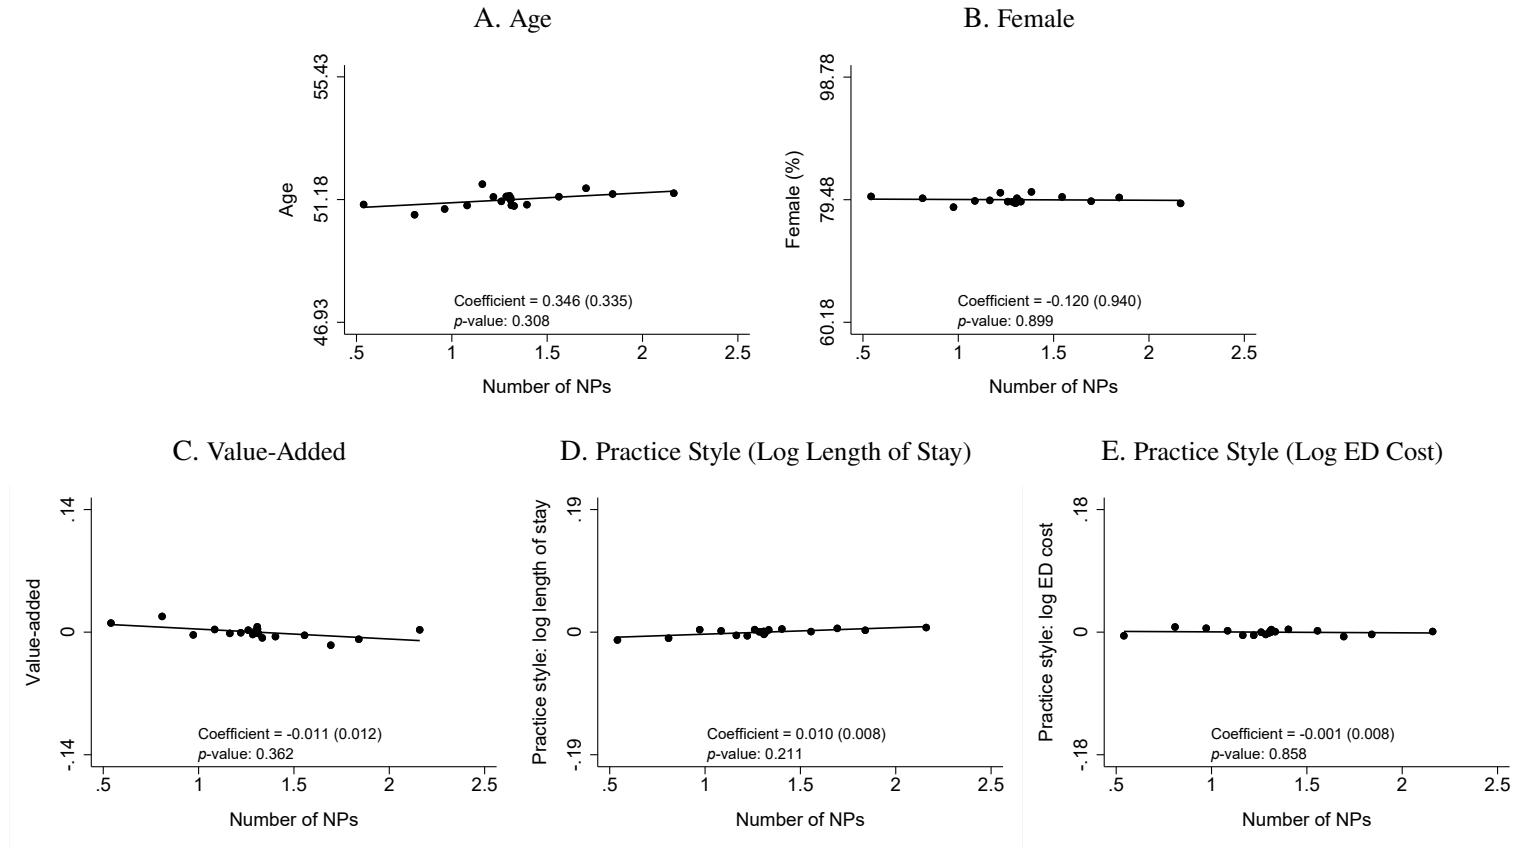 A. Age
55.43
51.18
46.93
Age
Coefficient = 0.346 (0.335)
p-value: 0.308
.5 1 1.5 2 2.5
Number of NPs
B. Female
98.78
79.48
60.18
Female (%)
Coefficient = -0.120 (0.940)
p-value: 0.899
.5 1 1.5 2 2.5
Number of NPs
C. Value-Added
.14
0
-.14
Value-added
Coefficient = -0.011 (0.012)
p-value: 0.362
.5 1 1.5 2 2.5
Number of NPs
D. Practice Style (Log Length of Stay)
.19
0
-.19
Practice style: log length of stay
Coefficient = 0.010 (0.008)
p-value: 0.211
.5 1 1.5 2 2.5
Number of NPs
E. Practice Style (Log ED Cost)
.18
0
-.18
Practice style: log ED cost
Coefficient = -0.001 (0.008)
p-value: 0.858
.5 1 1.5 2 2.5
Number of NPs